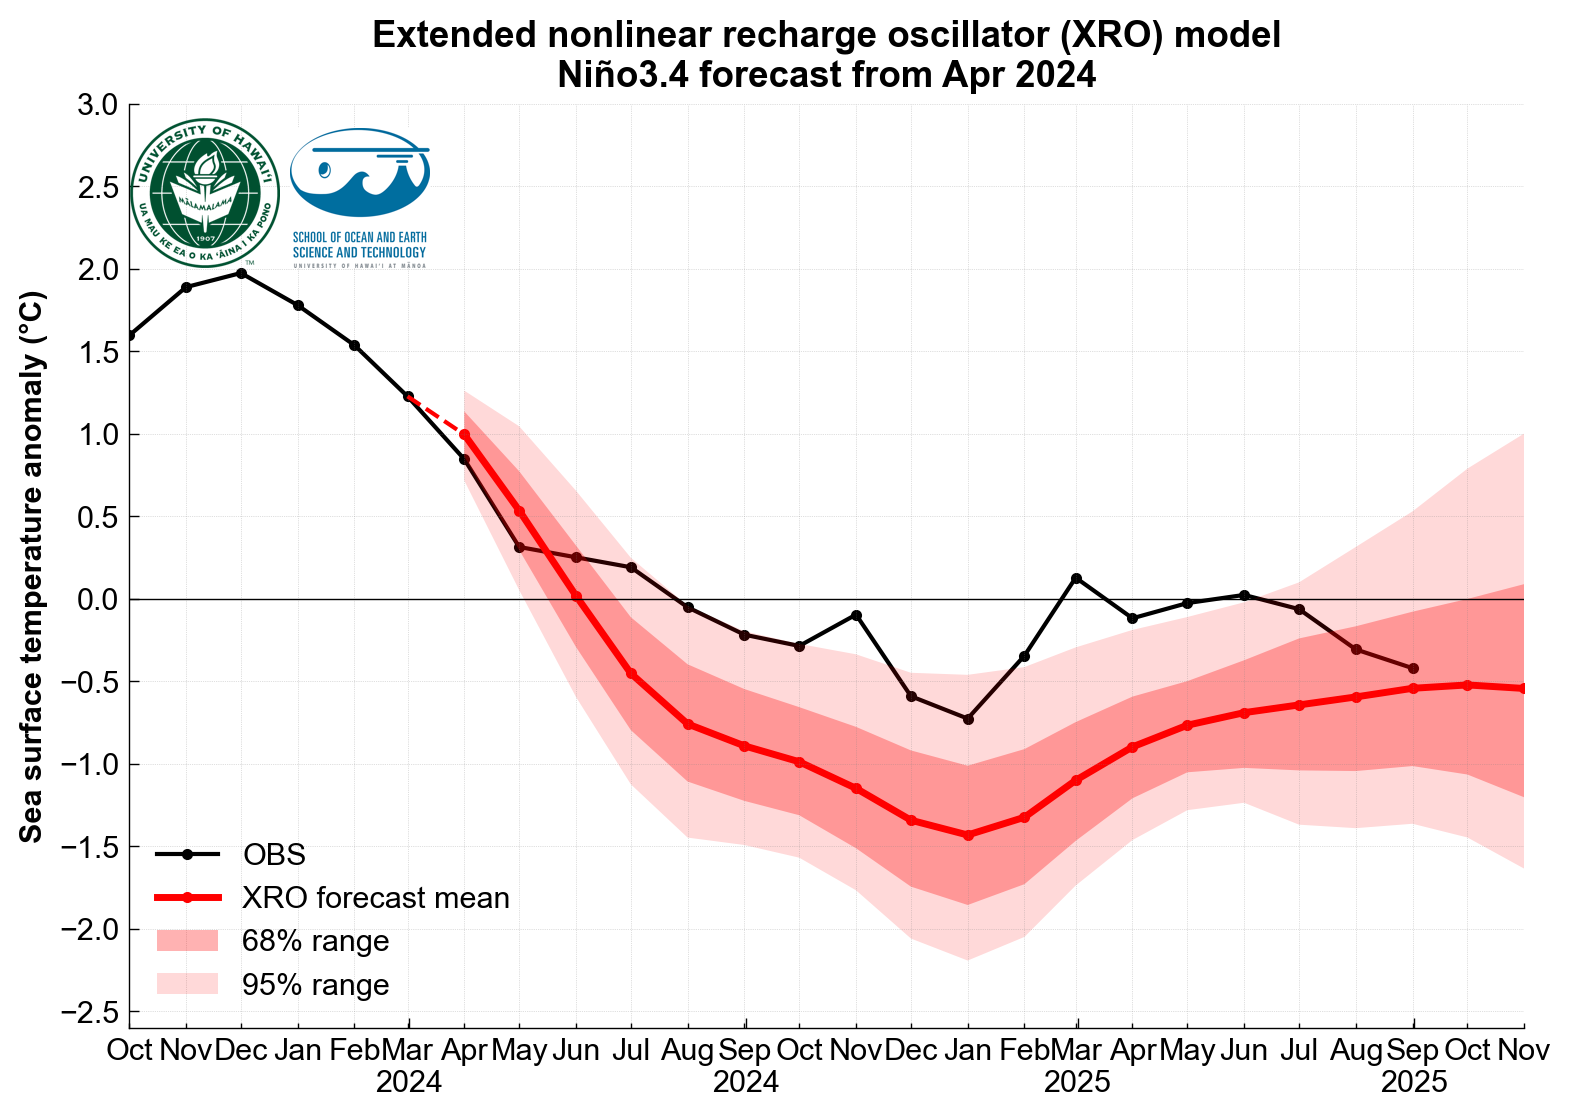 Extended nonlinear recharge oscillator (XRO) model
Niño3.4 forecast from Apr 2024
UNIVERSITY OF HAWAI‘I
MĀLAMALAMA
1907
UA MAU KE EA O KA ‘ĀINA I KA PONO
TM
SCHOOL OF OCEAN AND EARTH
SCIENCE AND TECHNOLOGY
UNIVERSITY OF HAWAI‘I AT MĀNOA
Sea surface temperature anomaly (°C)
3.0
2.5
2.0
1.5
1.0
0.5
0.0
−0.5
−1.0
−1.5
−2.0
−2.5
OBS
XRO forecast mean
68% range
95% range
Oct Nov Dec Jan Feb Mar Apr May Jun Jul Aug Sep Oct Nov Dec Jan Feb Mar Apr May Jun Jul Aug Sep Oct Nov
2024 2024 2025 2025